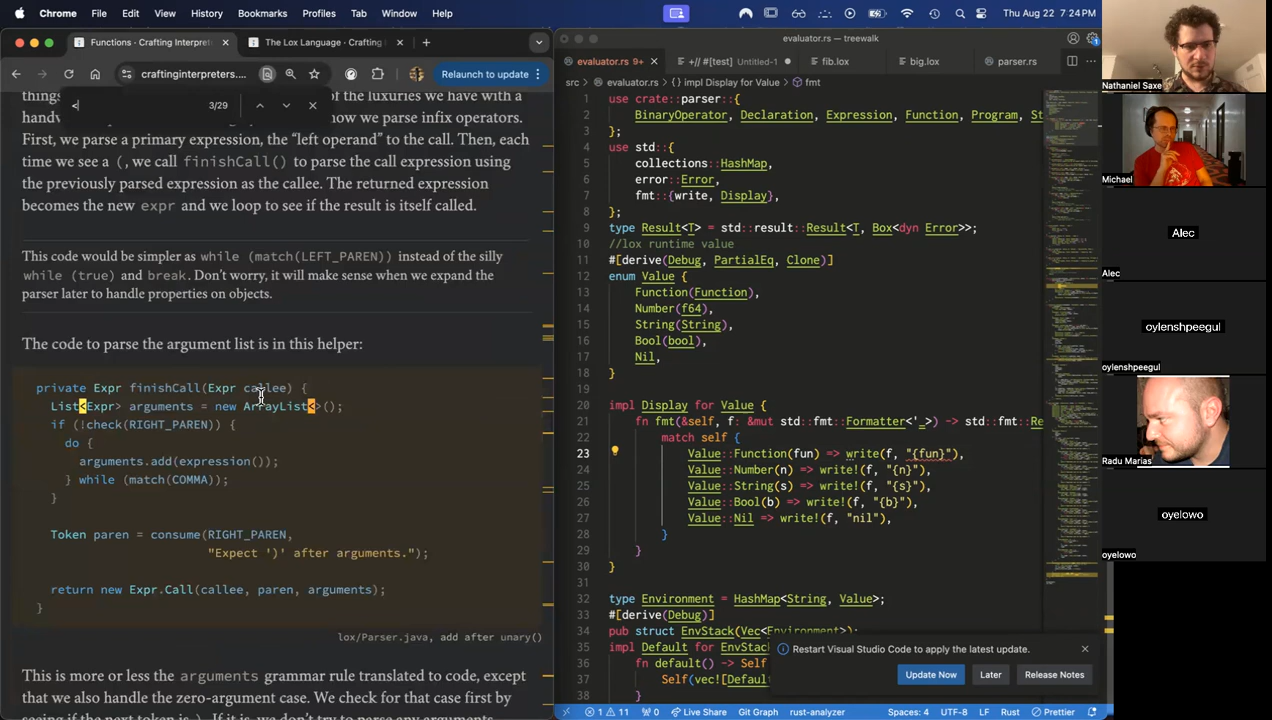 Chrome File Edit View History Bookmarks Profiles Tab Window Help
Thu Aug 22 7:24 PM
Functions · Crafting Interprete
The Lox Language · Crafting
craftinginterpreters....
Relaunch to update
<
3/29
of the luxuries we have with a
now we parse infix operators.
First, we parse a primary expression, the “left operant” to the call. Then, each
time we see a (, we call finishCall() to parse the call expression using
the previously parsed expression as the callee. The returned expression
becomes the new expr and we loop to see if the result is itself called.
This code would be simpler as while (match(LEFT_PAREN)) instead of the silly
while (true) and break. Don’t worry, it will make sense when we expand the
parser later to handle properties on objects.
The code to parse the argument list is in this helper:
private Expr finishCall(Expr callee) {
List<Expr> arguments = new ArrayList<>();
if (!check(RIGHT_PAREN)) {
do {
arguments.add(expression());
} while (match(COMMA));
}
Token paren = consume(RIGHT_PAREN,
"Expect ')' after arguments.");
return new Expr.Call(callee, paren, arguments);
}
lox/Parser.java, add after unary()
This is more or less the arguments grammar rule translated to code, except
that we also handle the zero-argument case. We check for that case first by
evaluator.rs — treewalk
evaluator.rs 9+
+// #[test] Untitled-1
fib.lox
big.lox
parser.rs
src > evaluator.rs > {} impl Display for Value > fmt
1 use crate::parser::{
2 BinaryOperator, Declaration, Expression, Function, Program, St
3 };
4 use std::{
5 collections::HashMap,
6 error::Error,
7 fmt::{write, Display},
8 };
9 type Result<T> = std::result::Result<T, Box<dyn Error>>;
10 //lox runtime value
11 #[derive(Debug, PartialEq, Clone)]
12 enum Value {
13 Function(Function),
14 Number(f64),
15 String(String),
16 Bool(bool),
17 Nil,
18 }
19
20 impl Display for Value {
21 fn fmt(&self, f: &mut std::fmt::Formatter<'_>) -> std::fmt::Re
22 match self {
23 Value::Function(fun) => write(f, "{fun}"),
24 Value::Number(n) => write!(f, "{n}"),
25 Value::String(s) => write!(f, "{s}"),
26 Value::Bool(b) => write!(f, "{b}"),
27 Value::Nil => write!(f, "nil"),
28 }
29 }
30 }
31
32 type Environment = HashMap<String, Value>;
33 #[derive(Debug)]
34 pub struct EnvStack(Vec<Environment>);
35 impl Default for EnvStack
36 fn default() -> Self
37 Self(vec![Default
38 }
Restart Visual Studio Code to apply the latest update.
Update Now
Later
Release Notes
1 11 0 Live Share Git Graph rust-analyzer Spaces: 4 UTF-8 LF Rust Prettier
Nathaniel Saxe
Michael
Alec
Alec
oylenshpeegul
oylenshpeegul
Radu Marias
oyelowo
oyelowo